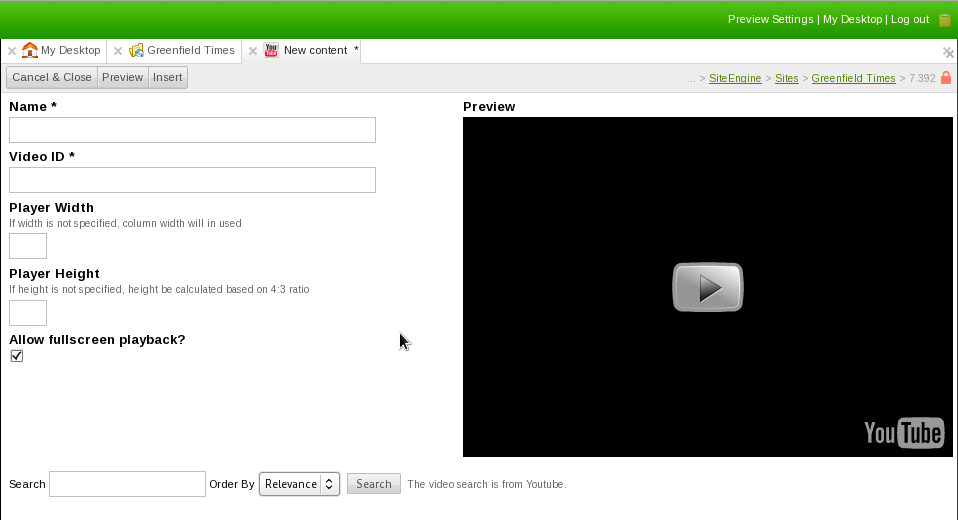 Preview Settings | My Desktop | Log out
My Desktop Greenfield Times New content *
Cancel & Close Preview Insert ... > SiteEngine > Sites > Greenfield Times > 7.392
Name * Preview
Video ID *
Player Width
If width is not specified, column width will in used
Player Height
If height is not specified, height be calculated based on 4:3 ratio
Allow fullscreen playback?
YouTube
Search Order By Relevance Search The video search is from Youtube.